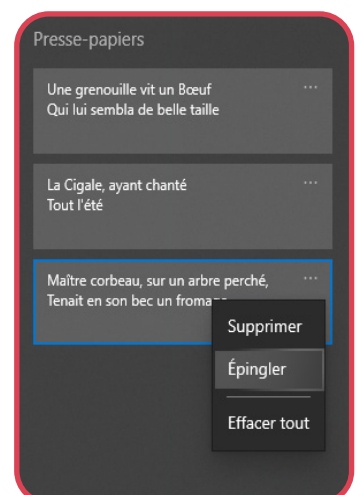 Presse-papiers
Une grenouille vit un Bœuf
Qui lui sembla de belle taille
La Cigale, ayant chanté
Tout l'été
Maître corbeau, sur un arbre perché,
Tenait en son bec un fromage
Supprimer
Épingler
Effacer tout